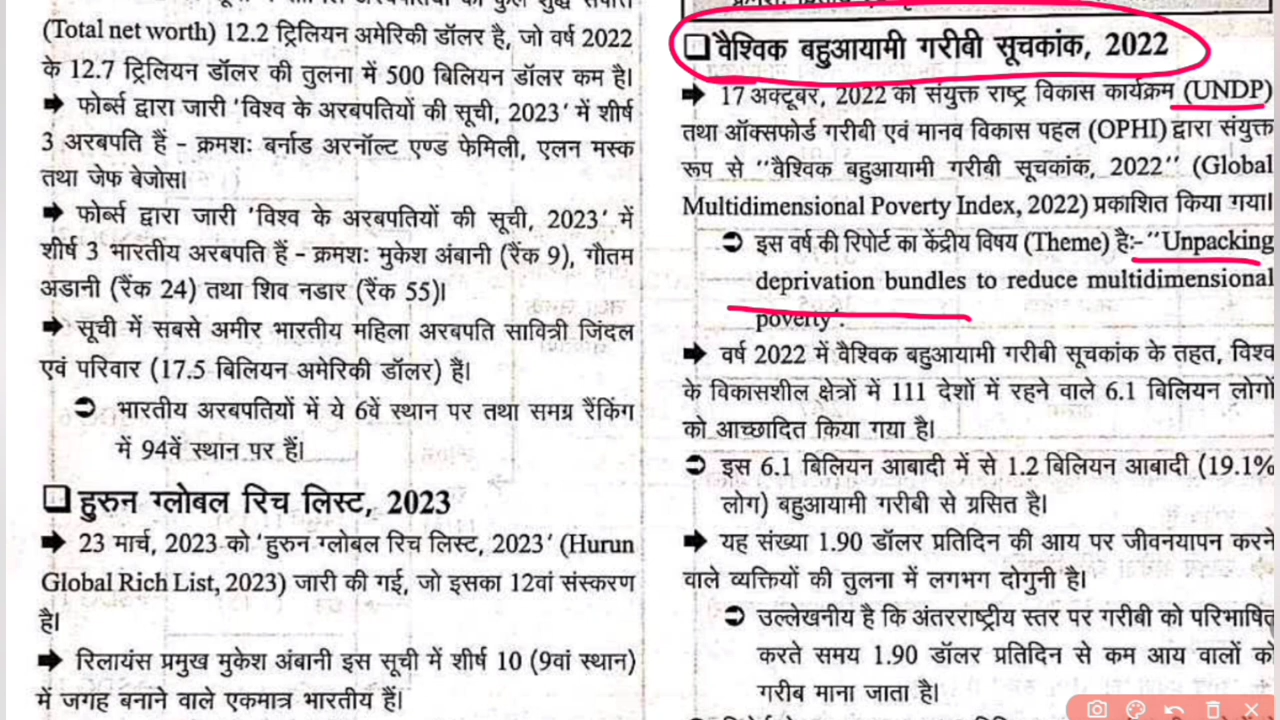 (Total net worth) 12.2 ट्रिलियन अमेरिकी डॉलर है, जो वर्ष 2022
के 12.7 ट्रिलियन डॉलर की तुलना में 500 बिलियन डॉलर कम है।
➡ फोर्ब्स द्वारा जारी 'विश्व के अरबपतियों की सूची, 2023' में शीर्ष
3 अरबपति हैं - क्रमशः बर्नाड अरनॉल्ट एण्ड फेमिली, एलन मस्क
तथा जेफ बेजोस।
➡ फोर्ब्स द्वारा जारी 'विश्व के अरबपतियों की सूची, 2023' में
शीर्ष 3 भारतीय अरबपति हैं - क्रमशः मुकेश अंबानी (रैंक 9), गौतम
अडानी (रैंक 24) तथा शिव नडार (रैंक 55)।
➡ सूची में सबसे अमीर भारतीय महिला अरबपति सावित्री जिंदल
एवं परिवार (17.5 बिलियन अमेरिकी डॉलर) हैं।
➲ भारतीय अरबपतियों में ये 6वें स्थान पर तथा समग्र रैंकिंग
में 94वें स्थान पर हैं।
❑ हुरुन ग्लोबल रिच लिस्ट, 2023
➡ 23 मार्च, 2023 को 'हुरुन ग्लोबल रिच लिस्ट, 2023' (Hurun
Global Rich List, 2023) जारी की गई, जो इसका 12वां संस्करण
है।
➡ रिलायंस प्रमुख मुकेश अंबानी इस सूची में शीर्ष 10 (9वां स्थान)
में जगह बनाने वाले एकमात्र भारतीय हैं।
❑ वैश्विक बहुआयामी गरीबी सूचकांक, 2022
➡ 17 अक्टूबर, 2022 को संयुक्त राष्ट्र विकास कार्यक्रम (UNDP)
तथा ऑक्सफोर्ड गरीबी एवं मानव विकास पहल (OPHI) द्वारा संयुक्त
रूप से ''वैश्विक बहुआयामी गरीबी सूचकांक, 2022'' (Global
Multidimensional Poverty Index, 2022) प्रकाशित किया गया।
➲ इस वर्ष की रिपोर्ट का केंद्रीय विषय (Theme) है:-''Unpacking
deprivation bundles to reduce multidimensional
poverty'.
➡ वर्ष 2022 में वैश्विक बहुआयामी गरीबी सूचकांक के तहत, विश्व
के विकासशील क्षेत्रों में 111 देशों में रहने वाले 6.1 बिलियन लोगों
को आच्छादित किया गया है।
➲ इस 6.1 बिलियन आबादी में से 1.2 बिलियन आबादी (19.1%
लोग) बहुआयामी गरीबी से ग्रसित है।
➡ यह संख्या 1.90 डॉलर प्रतिदिन की आय पर जीवनयापन करने
वाले व्यक्तियों की तुलना में लगभग दोगुनी है।
➲ उल्लेखनीय है कि अंतरराष्ट्रीय स्तर पर गरीबी को परिभाषित
करते समय 1.90 डॉलर प्रतिदिन से कम आय वालों को
गरीब माना जाता है।